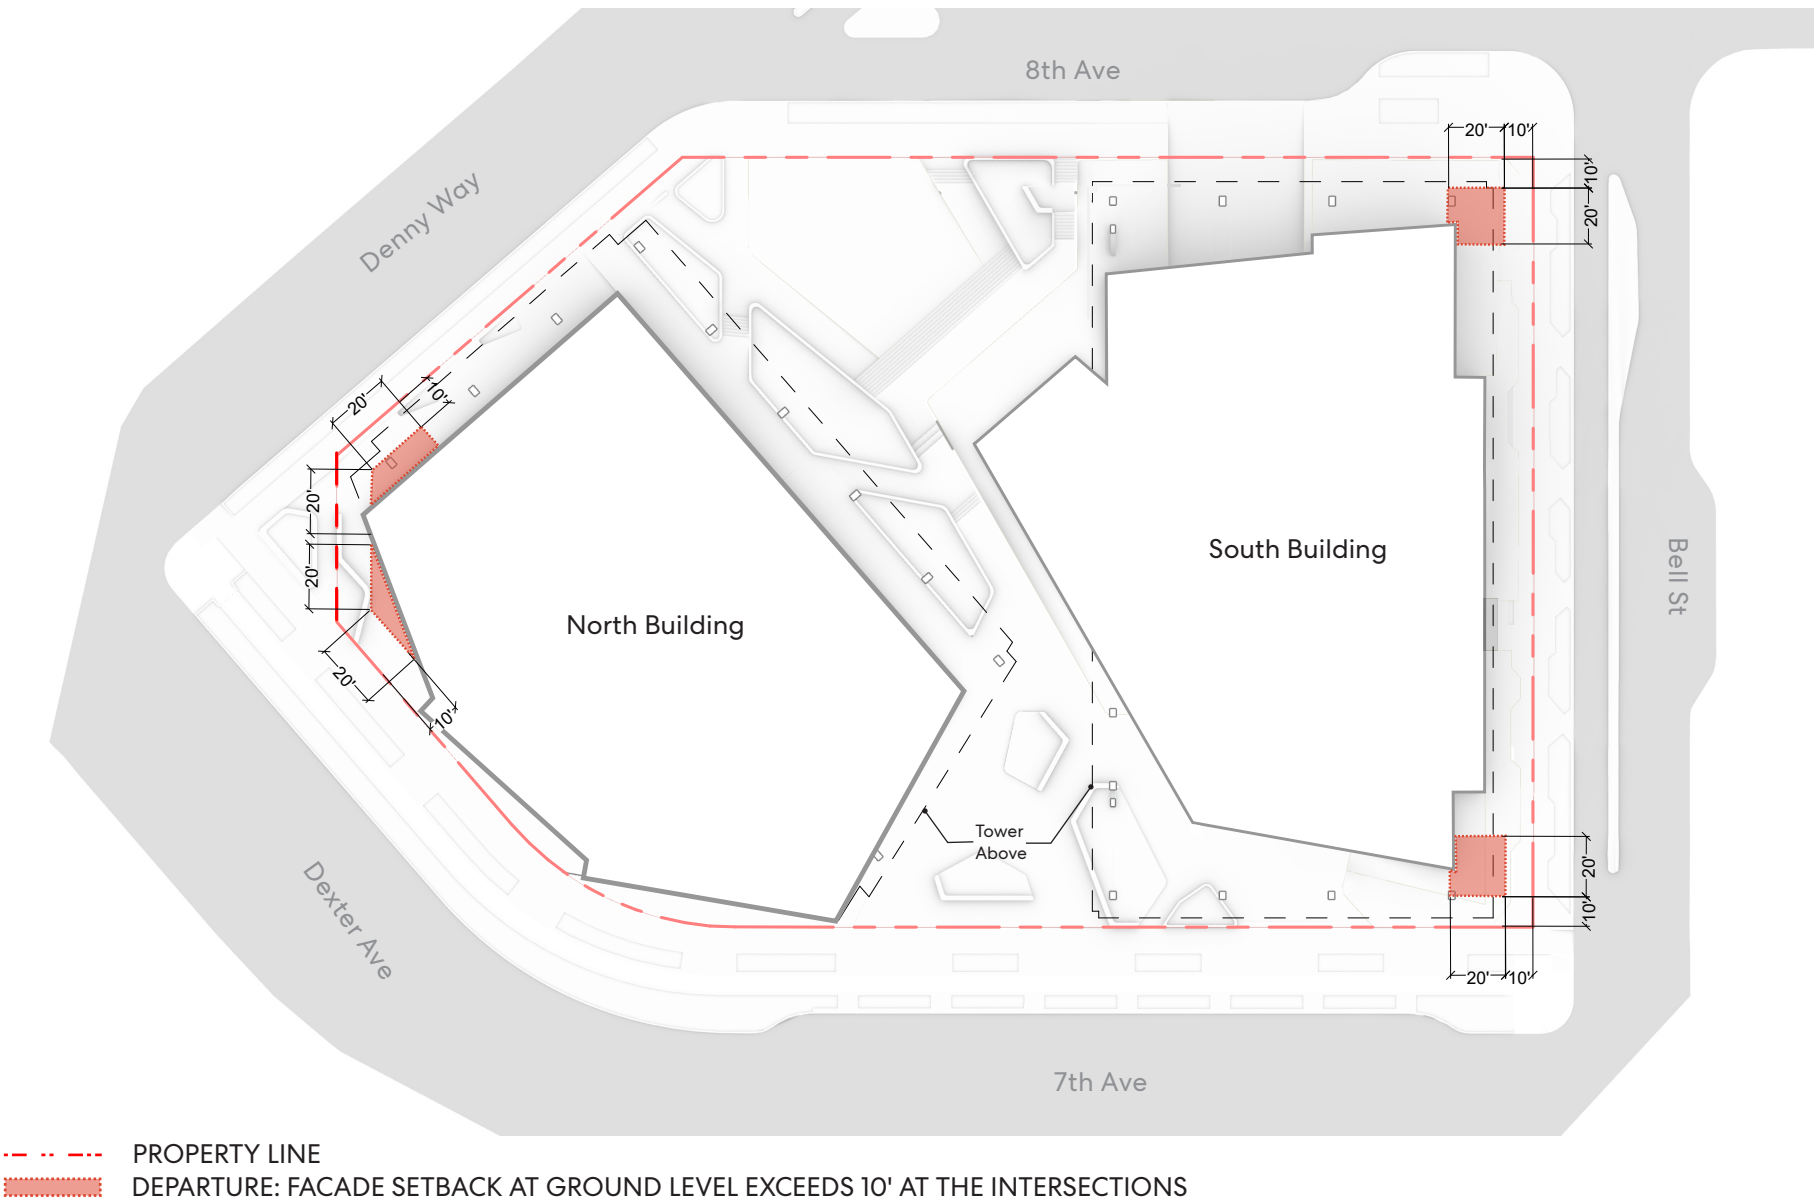 8th Ave
20' 10'
10'
20'
Denny Way
20'
10'
20'
20'
20'
10'
North Building
South Building
Bell St
Tower
Above
Dexter Ave
20'
10'
20' 10'
7th Ave
PROPERTY LINE
DEPARTURE: FACADE SETBACK AT GROUND LEVEL EXCEEDS 10' AT THE INTERSECTIONS